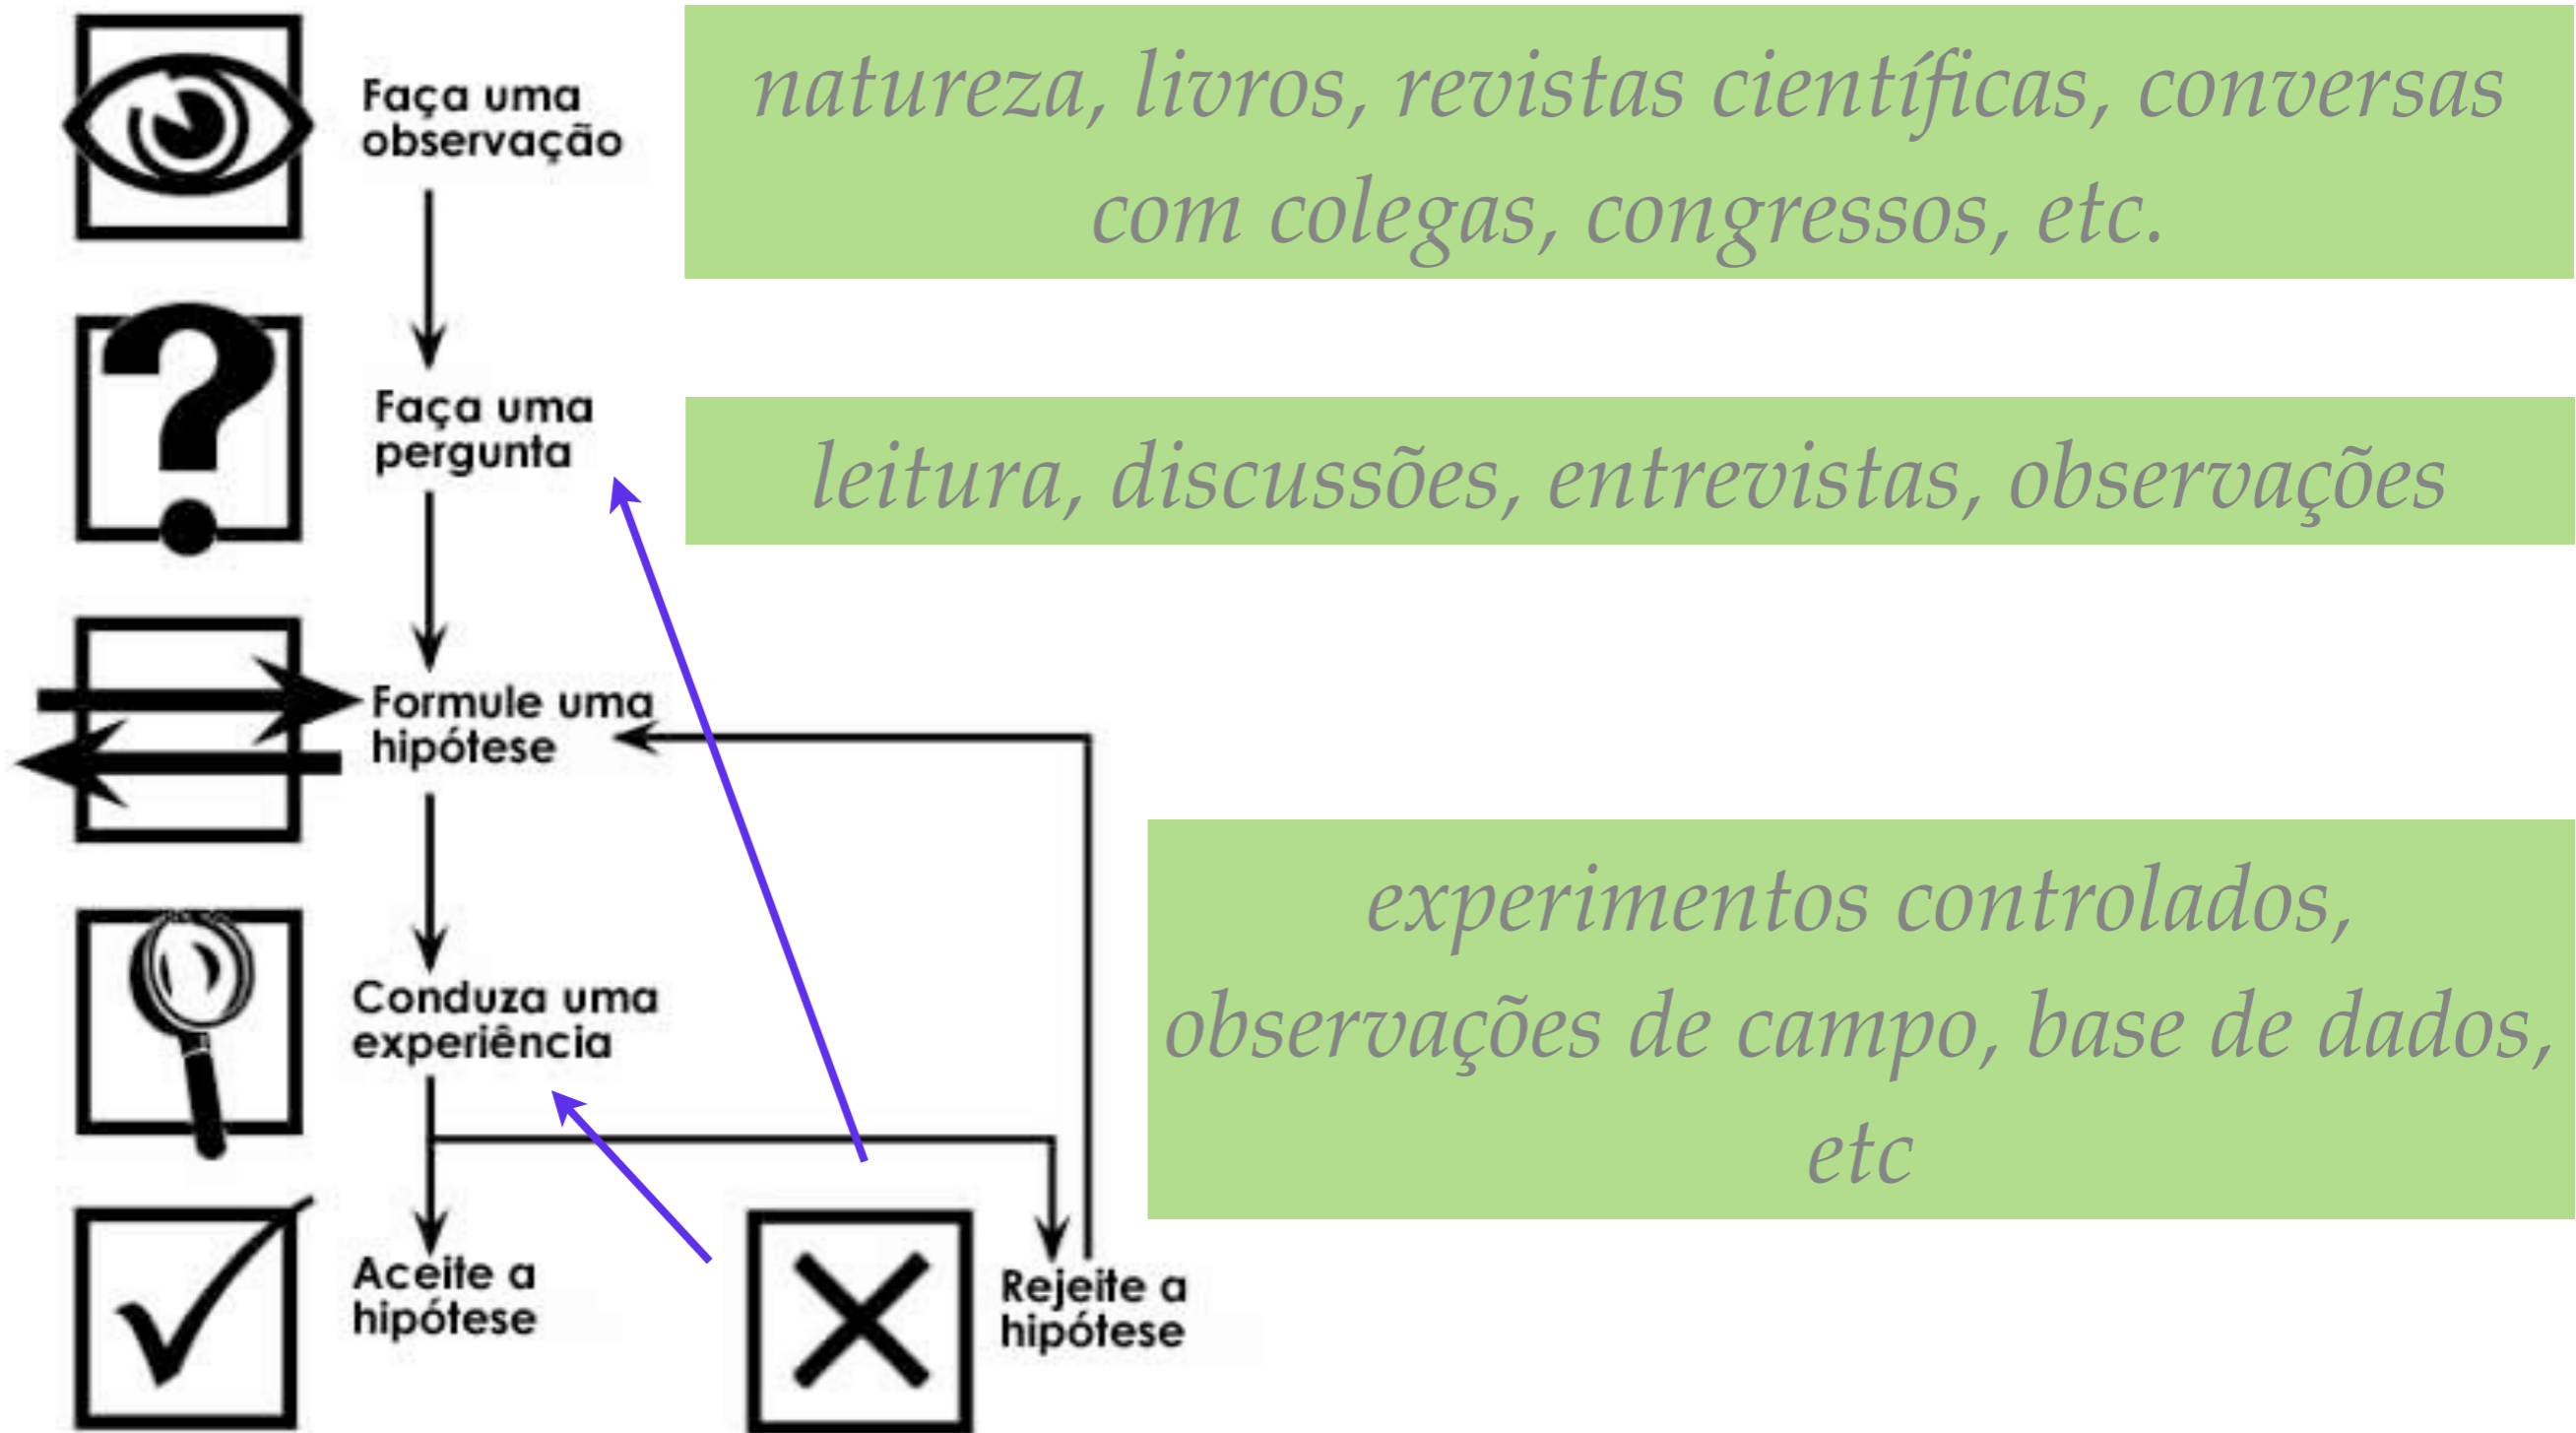 Faça uma
observação
natureza, livros, revistas científicas, conversas
com colegas, congressos, etc.
Faça uma
pergunta
leitura, discussões, entrevistas, observações
Formule uma
hipótese
Conduza uma
experiência
experimentos controlados,
observações de campo, base de dados,
etc
Aceite a
hipótese
Rejeite a
hipótese